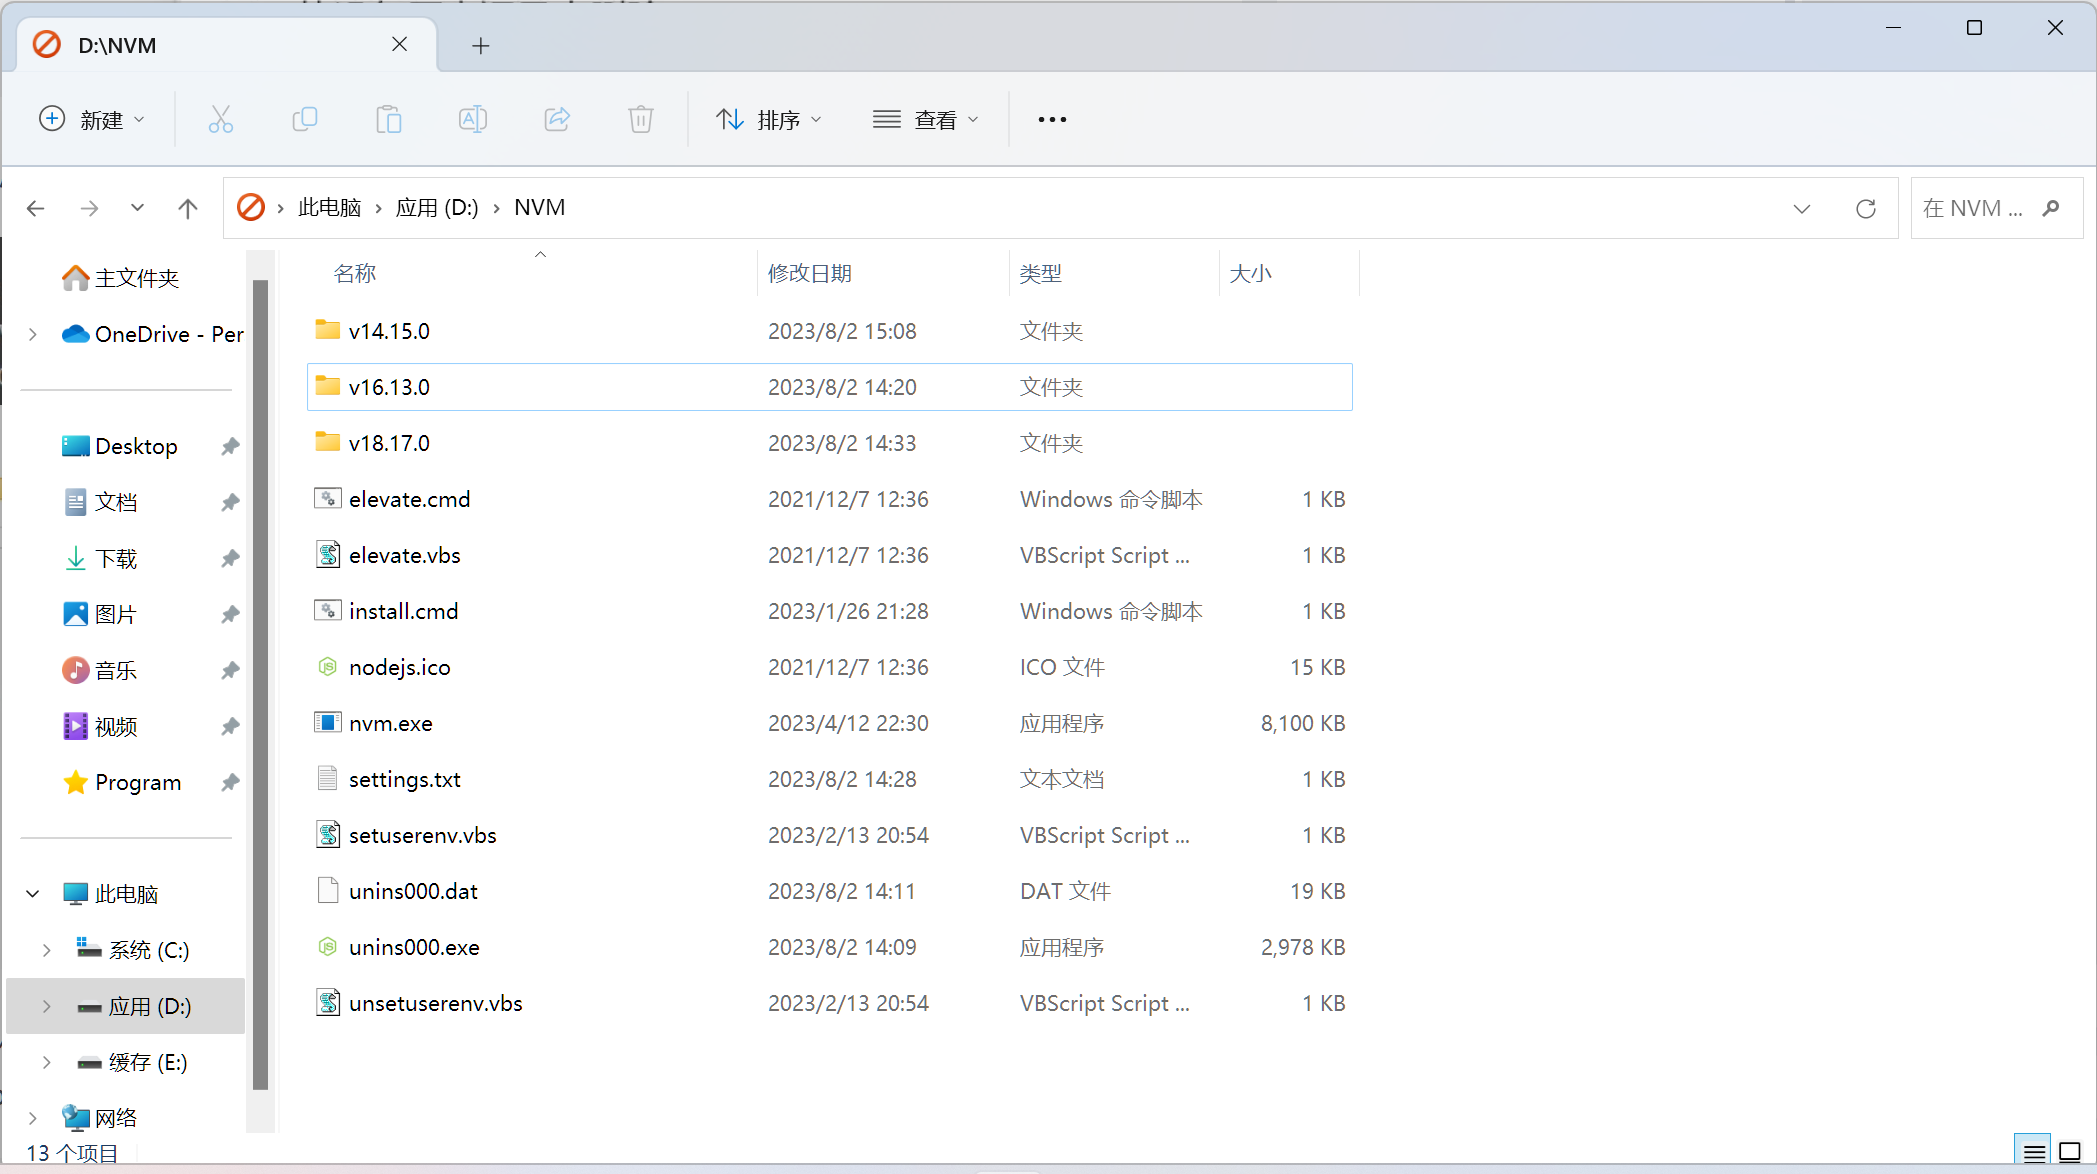 D:\NVM
新建
排序
查看
此电脑 > 应用 (D:) > NVM
在 NVM ...
主文件夹
OneDrive - Per
Desktop
文档
下载
图片
音乐
视频
Program
此电脑
系统 (C:)
应用 (D:)
缓存 (E:)
网络
名称 修改日期 类型 大小
v14.15.0 2023/8/2 15:08 文件夹
v16.13.0 2023/8/2 14:20 文件夹
v18.17.0 2023/8/2 14:33 文件夹
elevate.cmd 2021/12/7 12:36 Windows 命令脚本 1 KB
elevate.vbs 2021/12/7 12:36 VBScript Script ... 1 KB
install.cmd 2023/1/26 21:28 Windows 命令脚本 1 KB
nodejs.ico 2021/12/7 12:36 ICO 文件 15 KB
nvm.exe 2023/4/12 22:30 应用程序 8,100 KB
settings.txt 2023/8/2 14:28 文本文档 1 KB
setuserenv.vbs 2023/2/13 20:54 VBScript Script ... 1 KB
unins000.dat 2023/8/2 14:11 DAT 文件 19 KB
unins000.exe 2023/8/2 14:09 应用程序 2,978 KB
unsetuserenv.vbs 2023/2/13 20:54 VBScript Script ... 1 KB
13 个项目